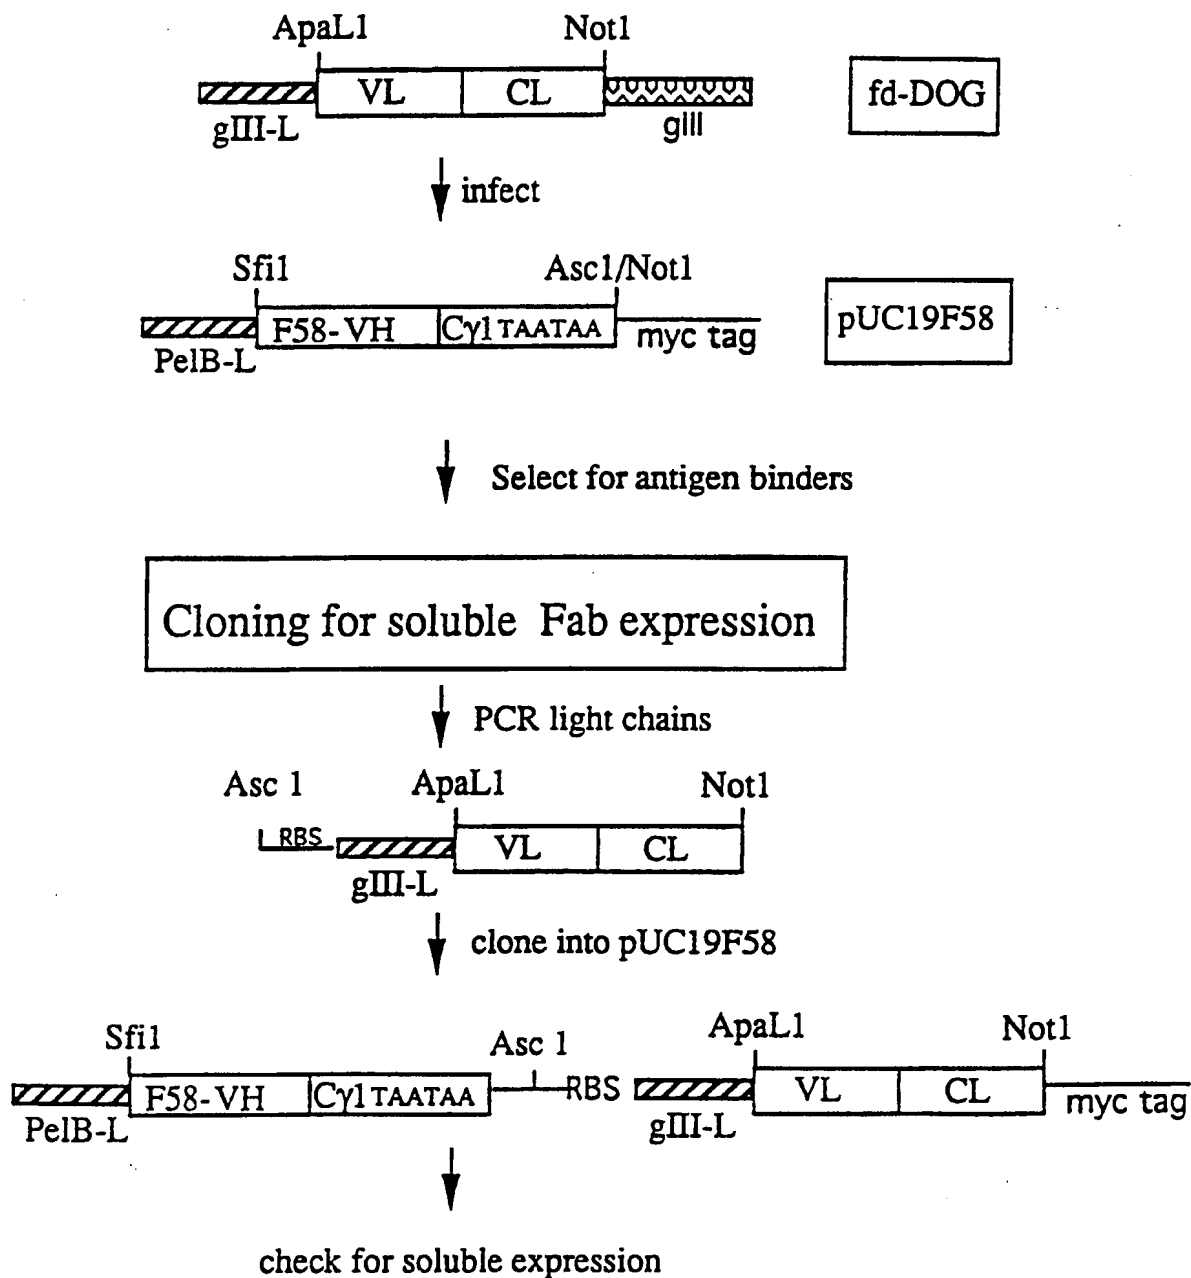 ApaL1 Not1
VL CL
gIII-L gIII
fd-DOG
infect
Sfi1 Asc1/Not1
F58-VH Cγ1 TAATAA
PelB-L myc tag
pUC19F58
Select for antigen binders
Cloning for soluble Fab expression
PCR light chains
Asc 1 ApaL1 Not1
RBS VL CL
gIII-L
clone into pUC19F58
Sfi1 Asc 1 ApaL1 Not1
F58-VH Cγ1 TAATAA RBS VL CL
PelB-L gIII-L myc tag
check for soluble expression